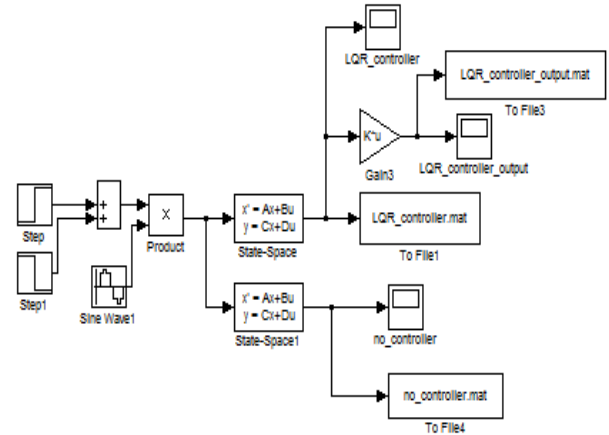 LQR_controller
LQR_controller_output.mat
To File3
K*u
Gain3
LQR_controller_output
+
+
Step
X
Product
x' = Ax+Bu
y = Cx+Du
State-Space
LQR_controller.mat
To File1
Step1
Sine Wave1
x' = Ax+Bu
y = Cx+Du
State-Space1
no_controller
no_controller.mat
To File4